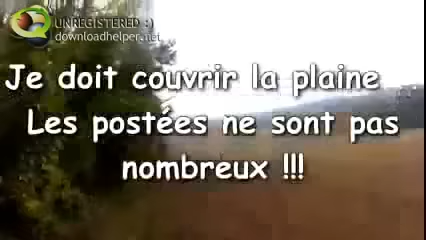 UNREGISTERED :)
downloadhelper.net
Je doit couvrir la plaine
Les postées ne sont pas
nombreux !!!